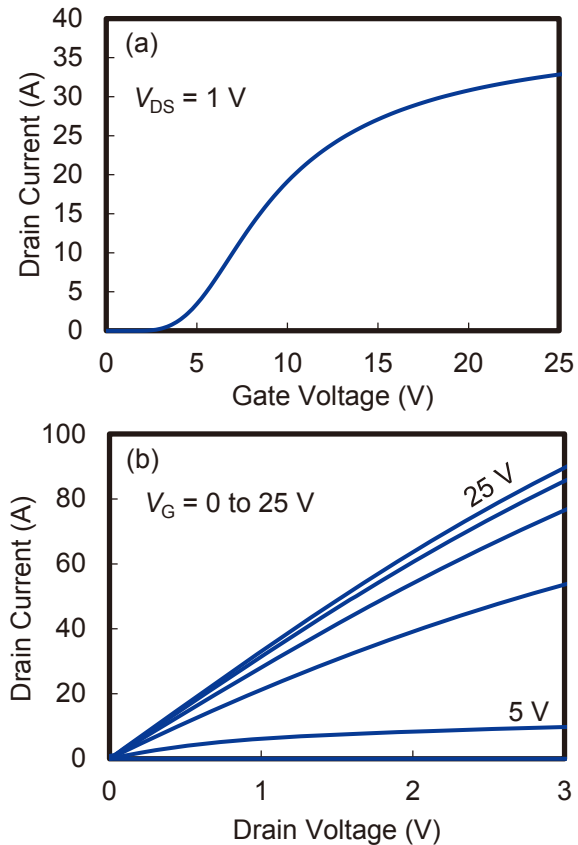 40
(a)
35
30
V_DS = 1 V
25
20
15
10
5
0
Drain Current (A)
0 5 10 15 20 25
Gate Voltage (V)
100
(b)
25 V
80
V_G = 0 to 25 V
60
40
20
5 V
0
Drain Current (A)
0 1 2 3
Drain Voltage (V)